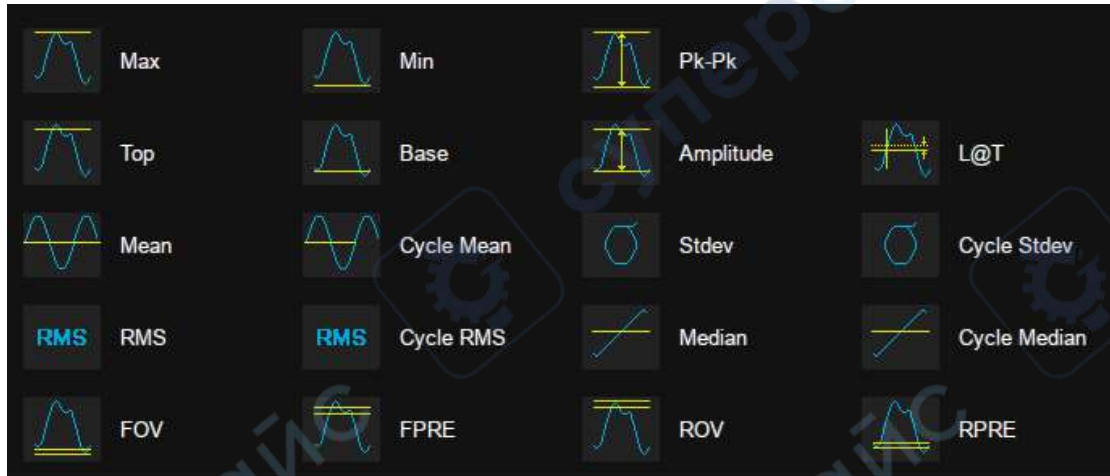 Max Min Pk-Pk
Top Base Amplitude L@T
Mean Cycle Mean Stdev Cycle Stdev
RMS RMS RMS Cycle RMS Median Cycle Median
FOV FPRE ROV RPRE